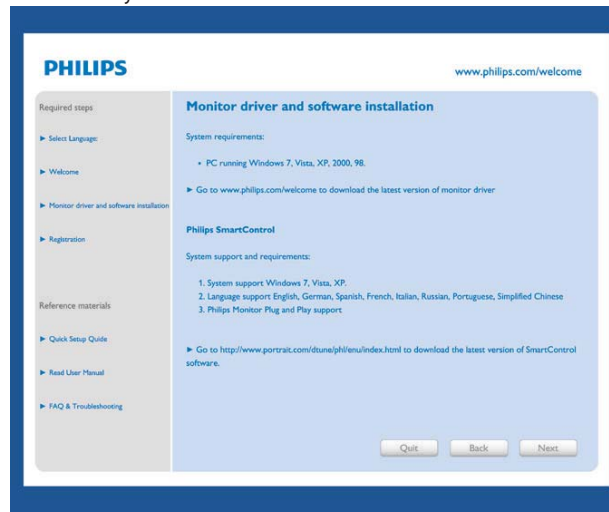 PHILIPS
www.philips.com/welcome
Required steps
Select Language:
Welcome
Monitor driver and software installation
Registration
Reference materials
Quick Setup Quide
Read User Manual
FAQ & Troubleshooting
Monitor driver and software installation
System requirements:
• PC running Windows 7, Vista, XP, 2000, 98.
Go to www.philips.com/welcome to download the latest version of monitor driver
Philips SmartControl
System support and requirements:
1. System support Windows 7, Vista, XP.
2. Language support English, German, Spanish, French, Italian, Russian, Portuguese, Simplified Chinese
3. Philips Monitor Plug and Play support
Go to http://www.portrait.com/dtune/phl/enu/index.html to download the latest version of SmartControl
software.
Quit
Back
Next